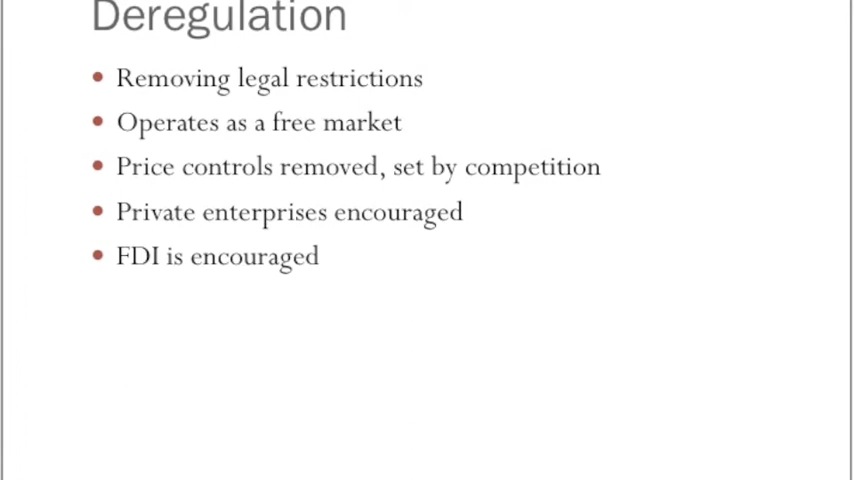 Deregulation
• Removing legal restrictions
• Operates as a free market
• Price controls removed, set by competition
• Private enterprises encouraged
• FDI is encouraged